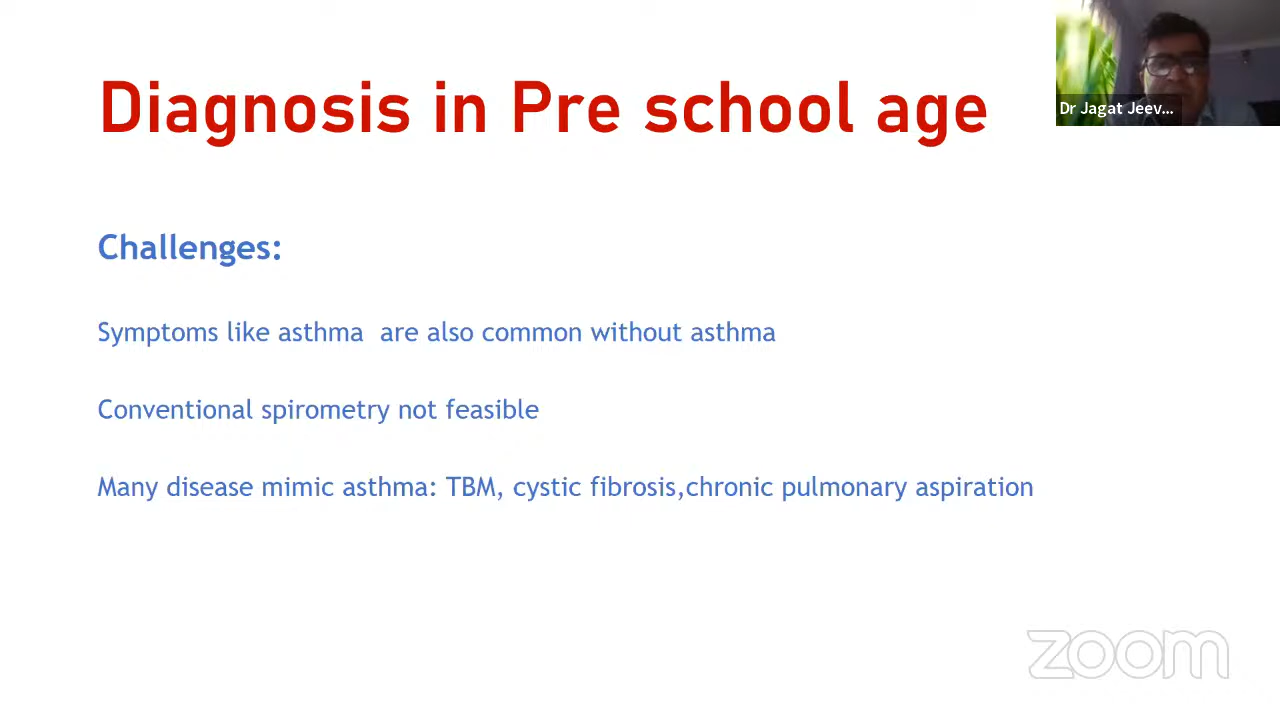 Diagnosis in Pre school age
Dr Jagat Jeev...
Challenges:
Symptoms like asthma  are also common without asthma
Conventional spirometry not feasible
Many disease mimic asthma: TBM, cystic fibrosis,chronic pulmonary aspiration
zoom